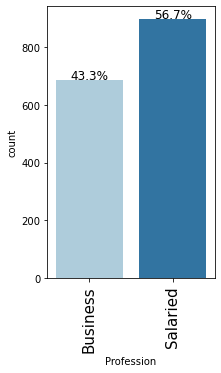 56.7%
43.3%
800
600
400
200
0
count
Business
Salaried
Profession